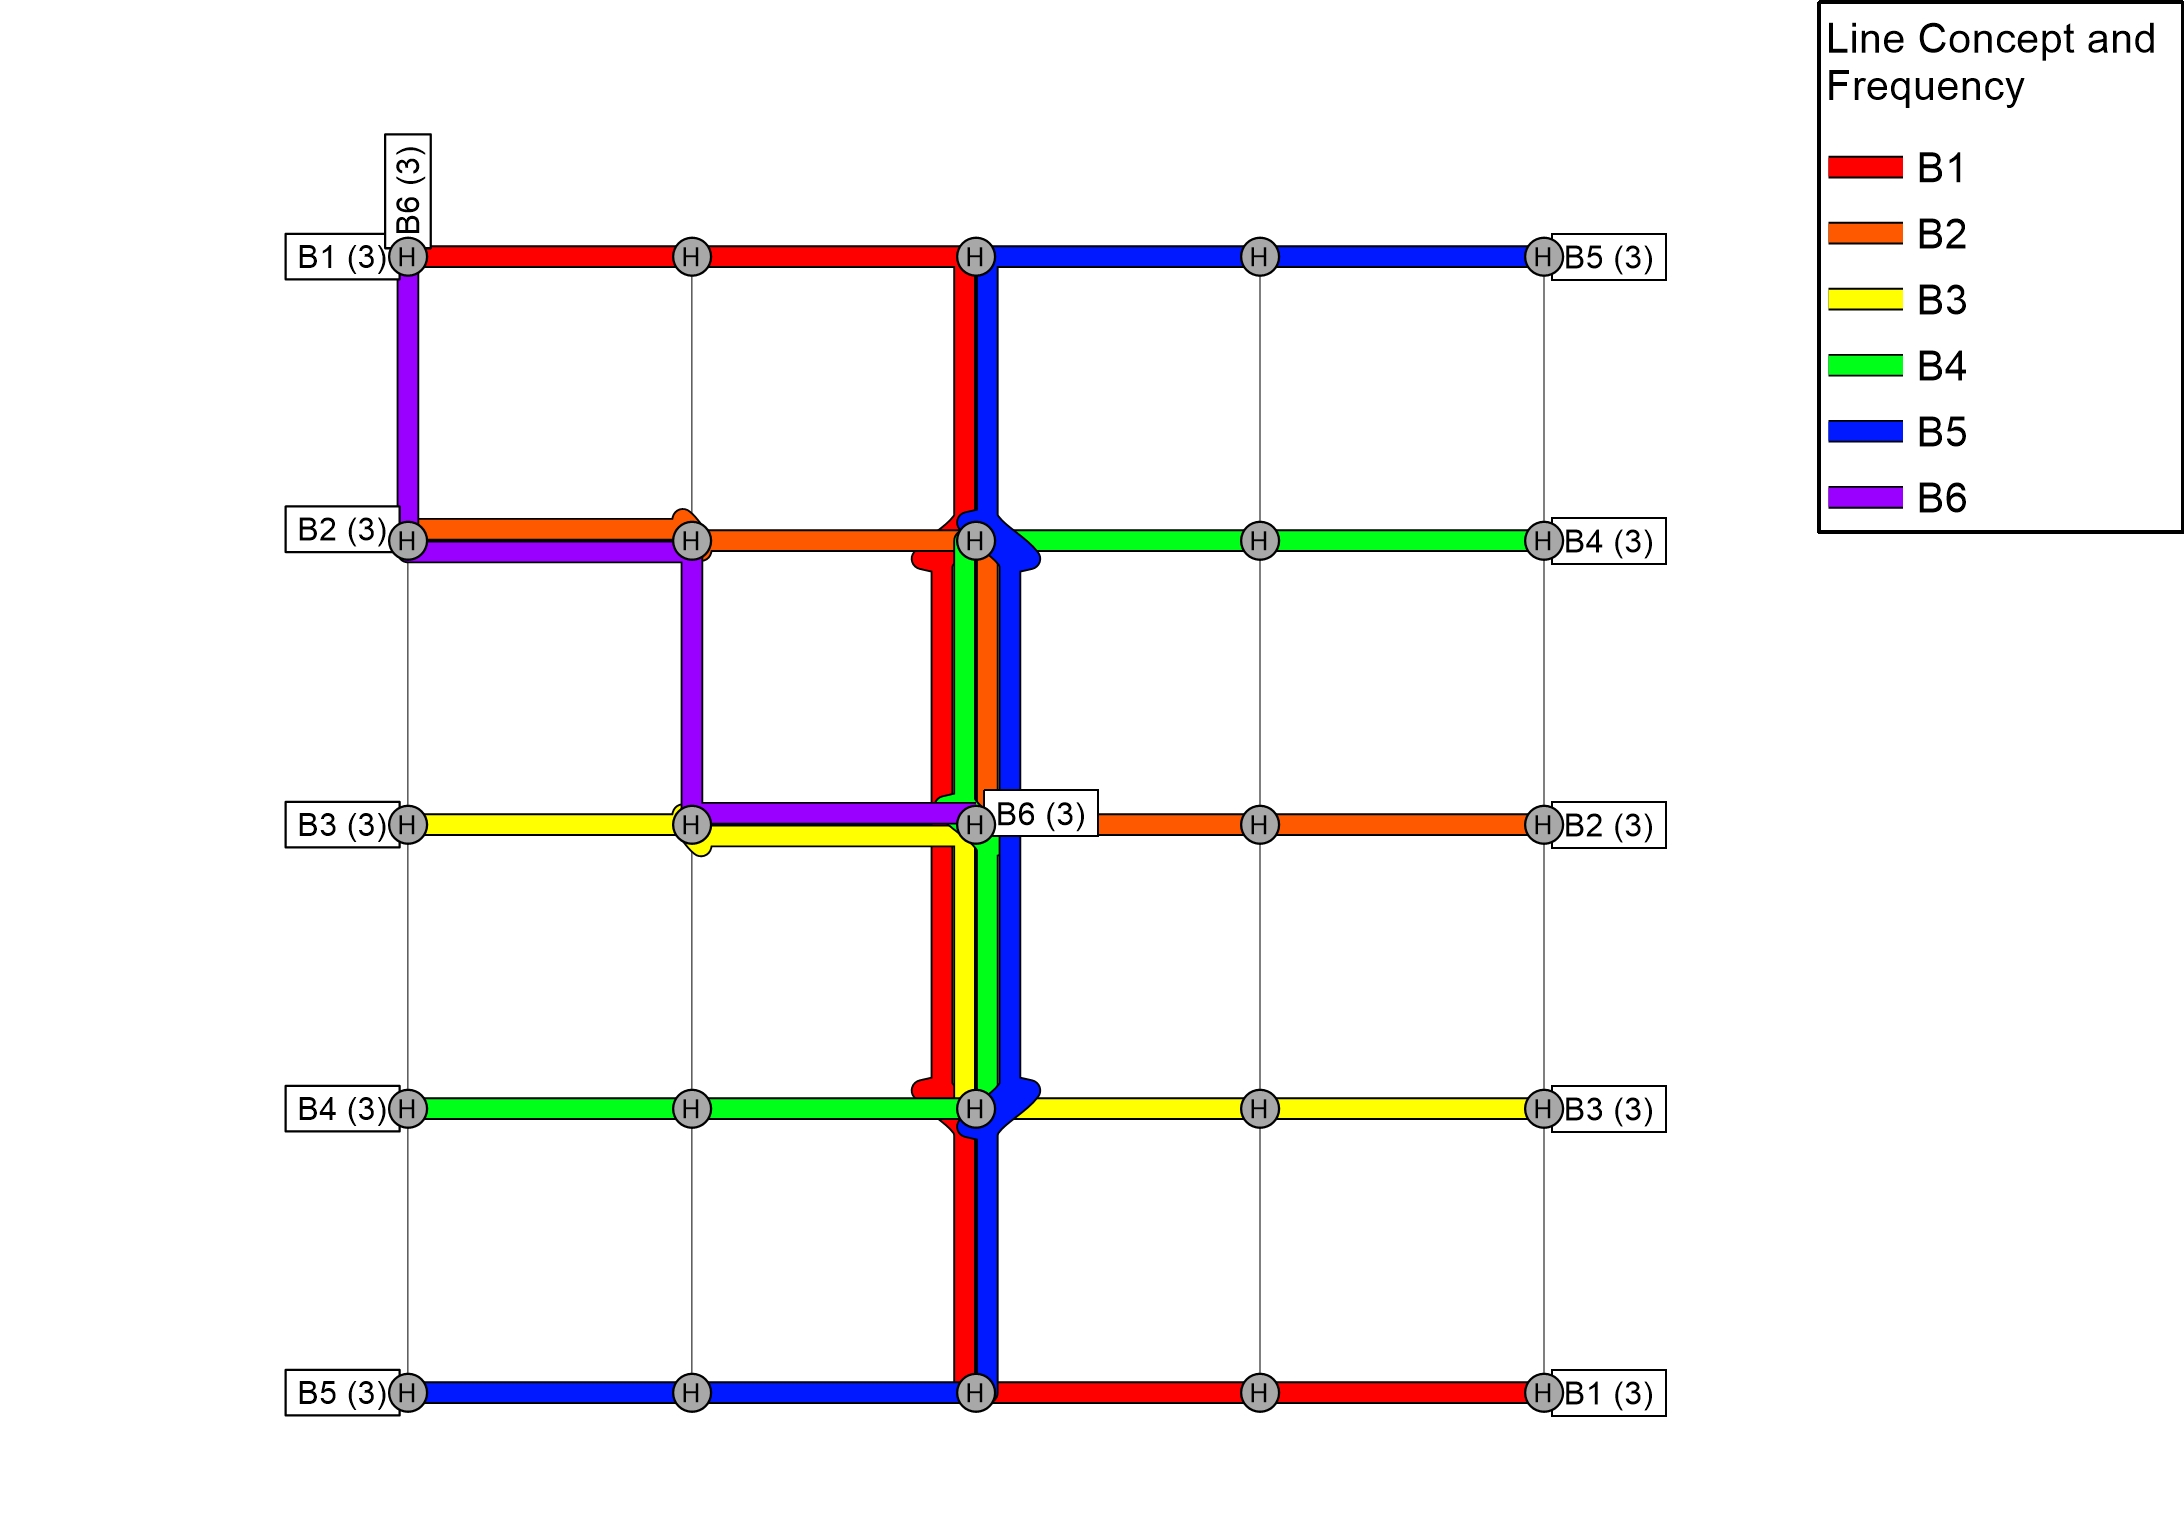 Line Concept and
Frequency
B1
B2
B3
B4
B5
B6
B6 (3)
B1 (3) H H H H H B5 (3)
B2 (3) H H H H H B4 (3)
B3 (3) H H H B6 (3) H H B2 (3)
B4 (3) H H H H H B3 (3)
B5 (3) H H H H H B1 (3)